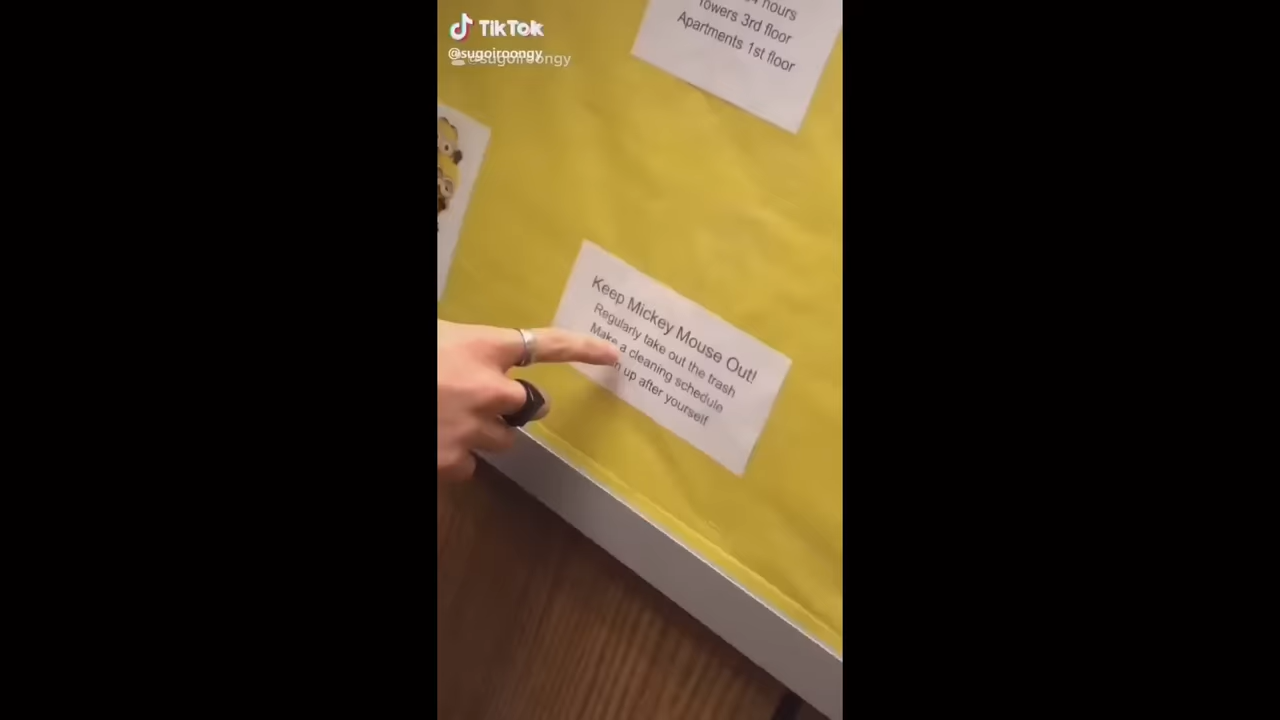 TikTok
@sugoiroongy
@sugoiroongy
hours
Towers 3rd floor
Apartments 1st floor
Keep Mickey Mouse Out!
Regularly take out the trash
Make a cleaning schedule
up after yourself